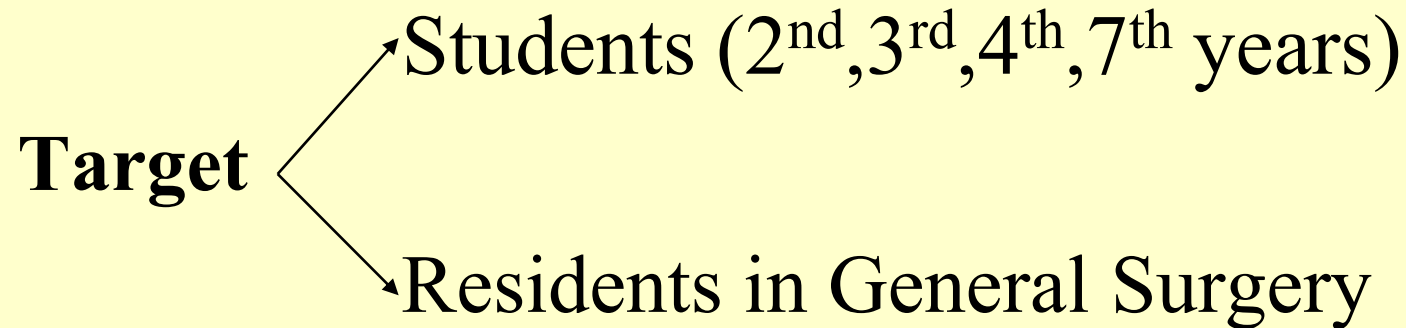 Students (2nd,3rd,4th,7th years)
Target
Residents in General Surgery